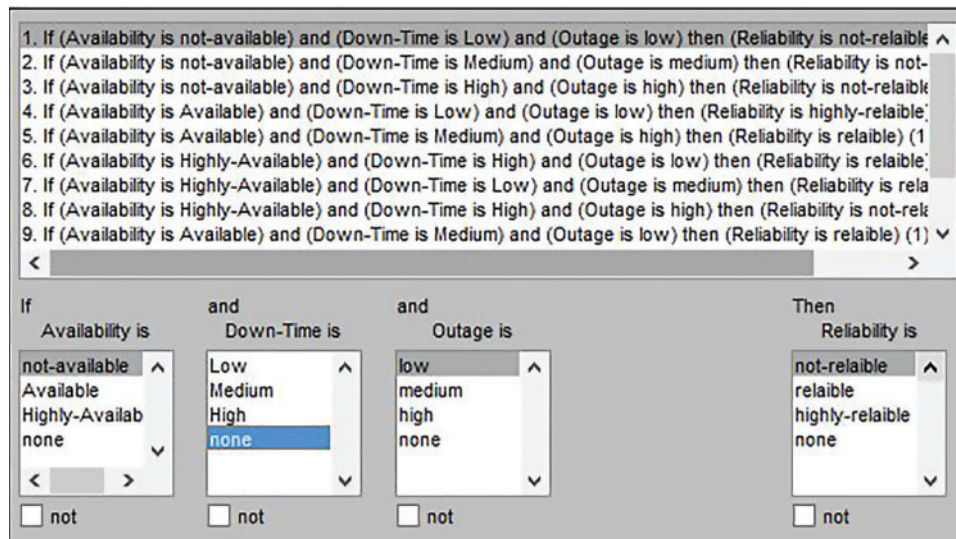 1. If (Availability is not-available) and (Down-Time is Low) and (Outage is low) then (Reliability is not-relaible
2. If (Availability is not-available) and (Down-Time is Medium) and (Outage is medium) then (Reliability is not-
3. If (Availability is not-available) and (Down-Time is High) and (Outage is high) then (Reliability is not-relaible
4. If (Availability is Available) and (Down-Time is Low) and (Outage is low) then (Reliability is highly-relaible)
5. If (Availability is Available) and (Down-Time is Medium) and (Outage is high) then (Reliability is relaible) (1
6. If (Availability is Highly-Available) and (Down-Time is High) and (Outage is low) then (Reliability is relaible)
7. If (Availability is Highly-Available) and (Down-Time is Low) and (Outage is medium) then (Reliability is rela
8. If (Availability is Highly-Available) and (Down-Time is High) and (Outage is high) then (Reliability is not-rela
9. If (Availability is Available) and (Down-Time is Medium) and (Outage is low) then (Reliability is relaible) (1)
If
Availability is
not-available
Available
Highly-Availab
none
not
and
Down-Time is
Low
Medium
High
none
not
and
Outage is
low
medium
high
none
not
Then
Reliability is
not-relaible
relaible
highly-relaible
none
not